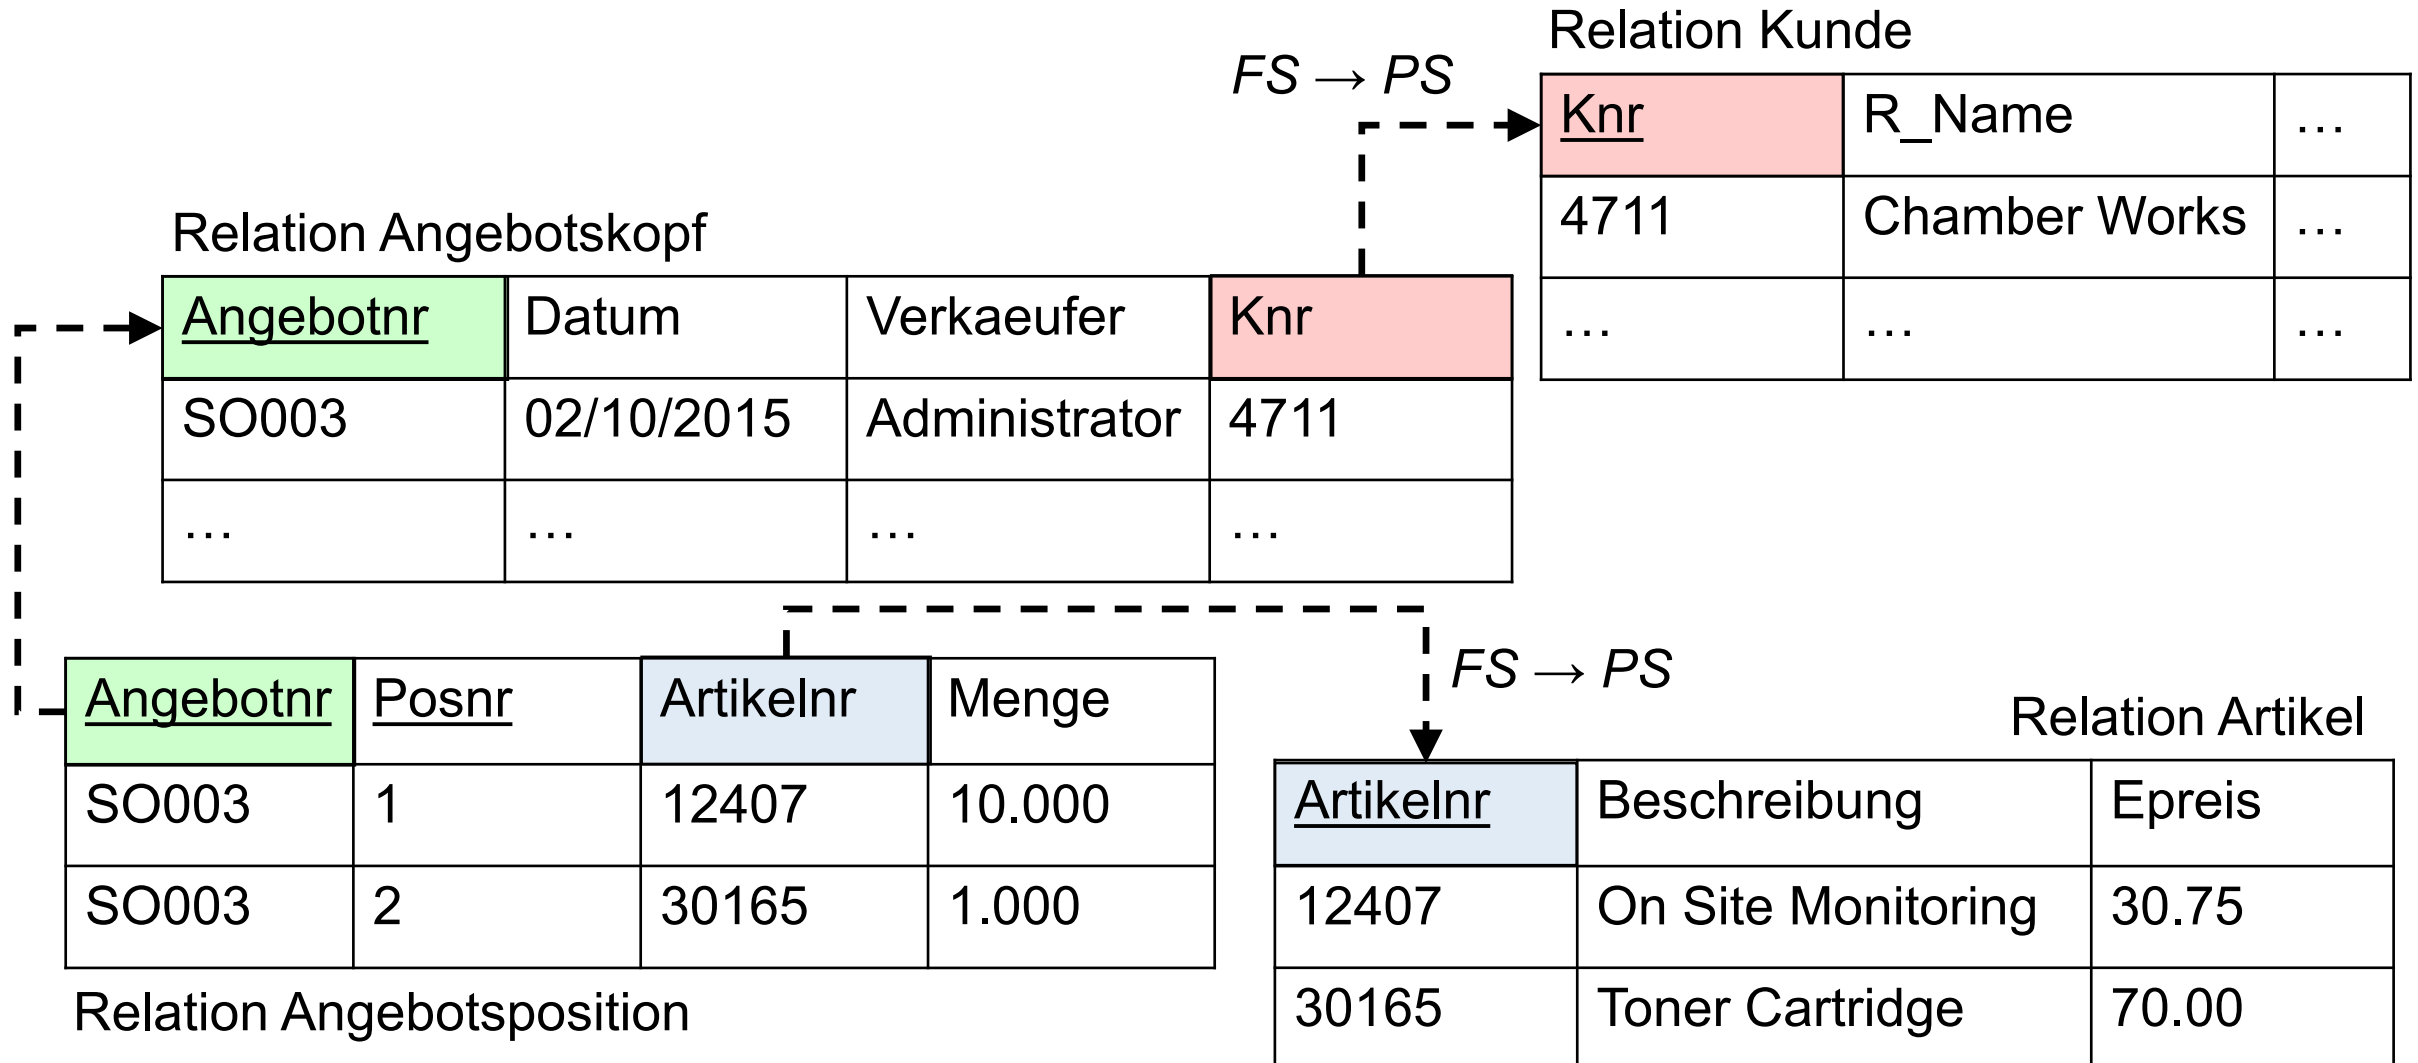 Relation Kunde
FS → PS
Knr R_Name …
4711 Chamber Works …
… … …
Relation Angebotskopf
Angebotnr Datum Verkaeufer Knr
SO003 02/10/2015 Administrator 4711
… … … …
Angebotnr Posnr Artikelnr Menge
SO003 1 12407 10.000
SO003 2 30165 1.000
Relation Angebotsposition
FS → PS
Relation Artikel
Artikelnr Beschreibung Epreis
12407 On Site Monitoring 30.75
30165 Toner Cartridge 70.00